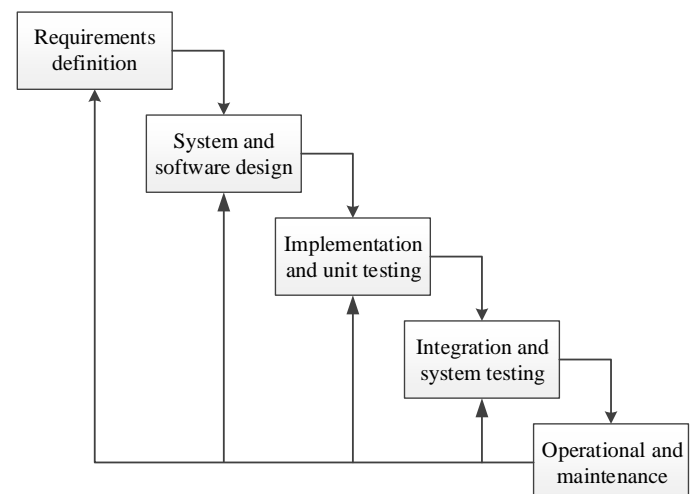 Requirements
definition
System and
software design
Implementation
and unit testing
Integration and
system testing
Operational and
maintenance